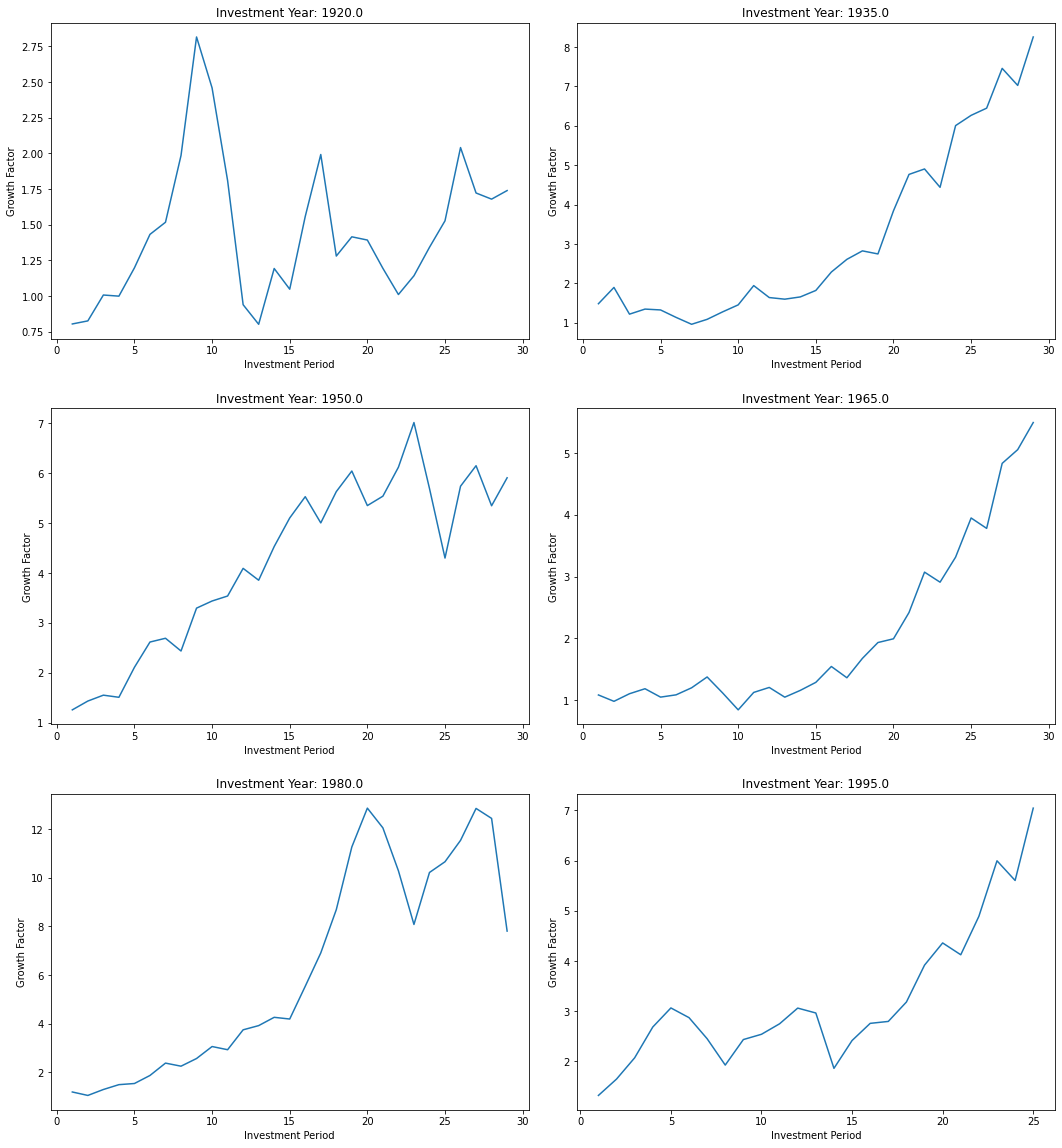 Investment Year: 1920.0
Growth Factor
2.75
2.50
2.25
2.00
1.75
1.50
1.25
1.00
0.75
0 5 10 15 20 25 30
Investment Period
Investment Year: 1935.0
Growth Factor
8
7
6
5
4
3
2
1
0 5 10 15 20 25 30
Investment Period
Investment Year: 1950.0
Growth Factor
7
6
5
4
3
2
1
0 5 10 15 20 25 30
Investment Period
Investment Year: 1965.0
Growth Factor
5
4
3
2
1
0 5 10 15 20 25 30
Investment Period
Investment Year: 1980.0
Growth Factor
12
10
8
6
4
2
0 5 10 15 20 25 30
Investment Period
Investment Year: 1995.0
Growth Factor
7
6
5
4
3
2
0 5 10 15 20 25
Investment Period